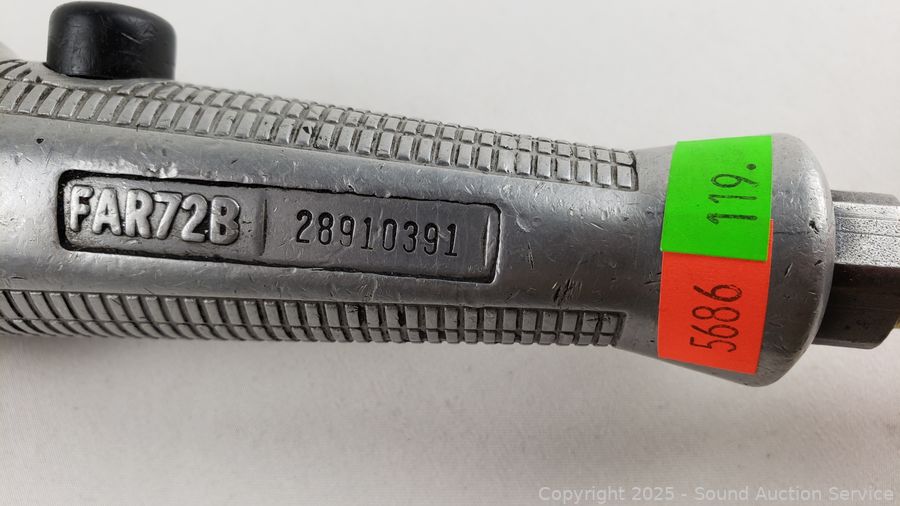 FAR72B 28910391
119.
5686
Copyright © 2025 - Sound Auction Service